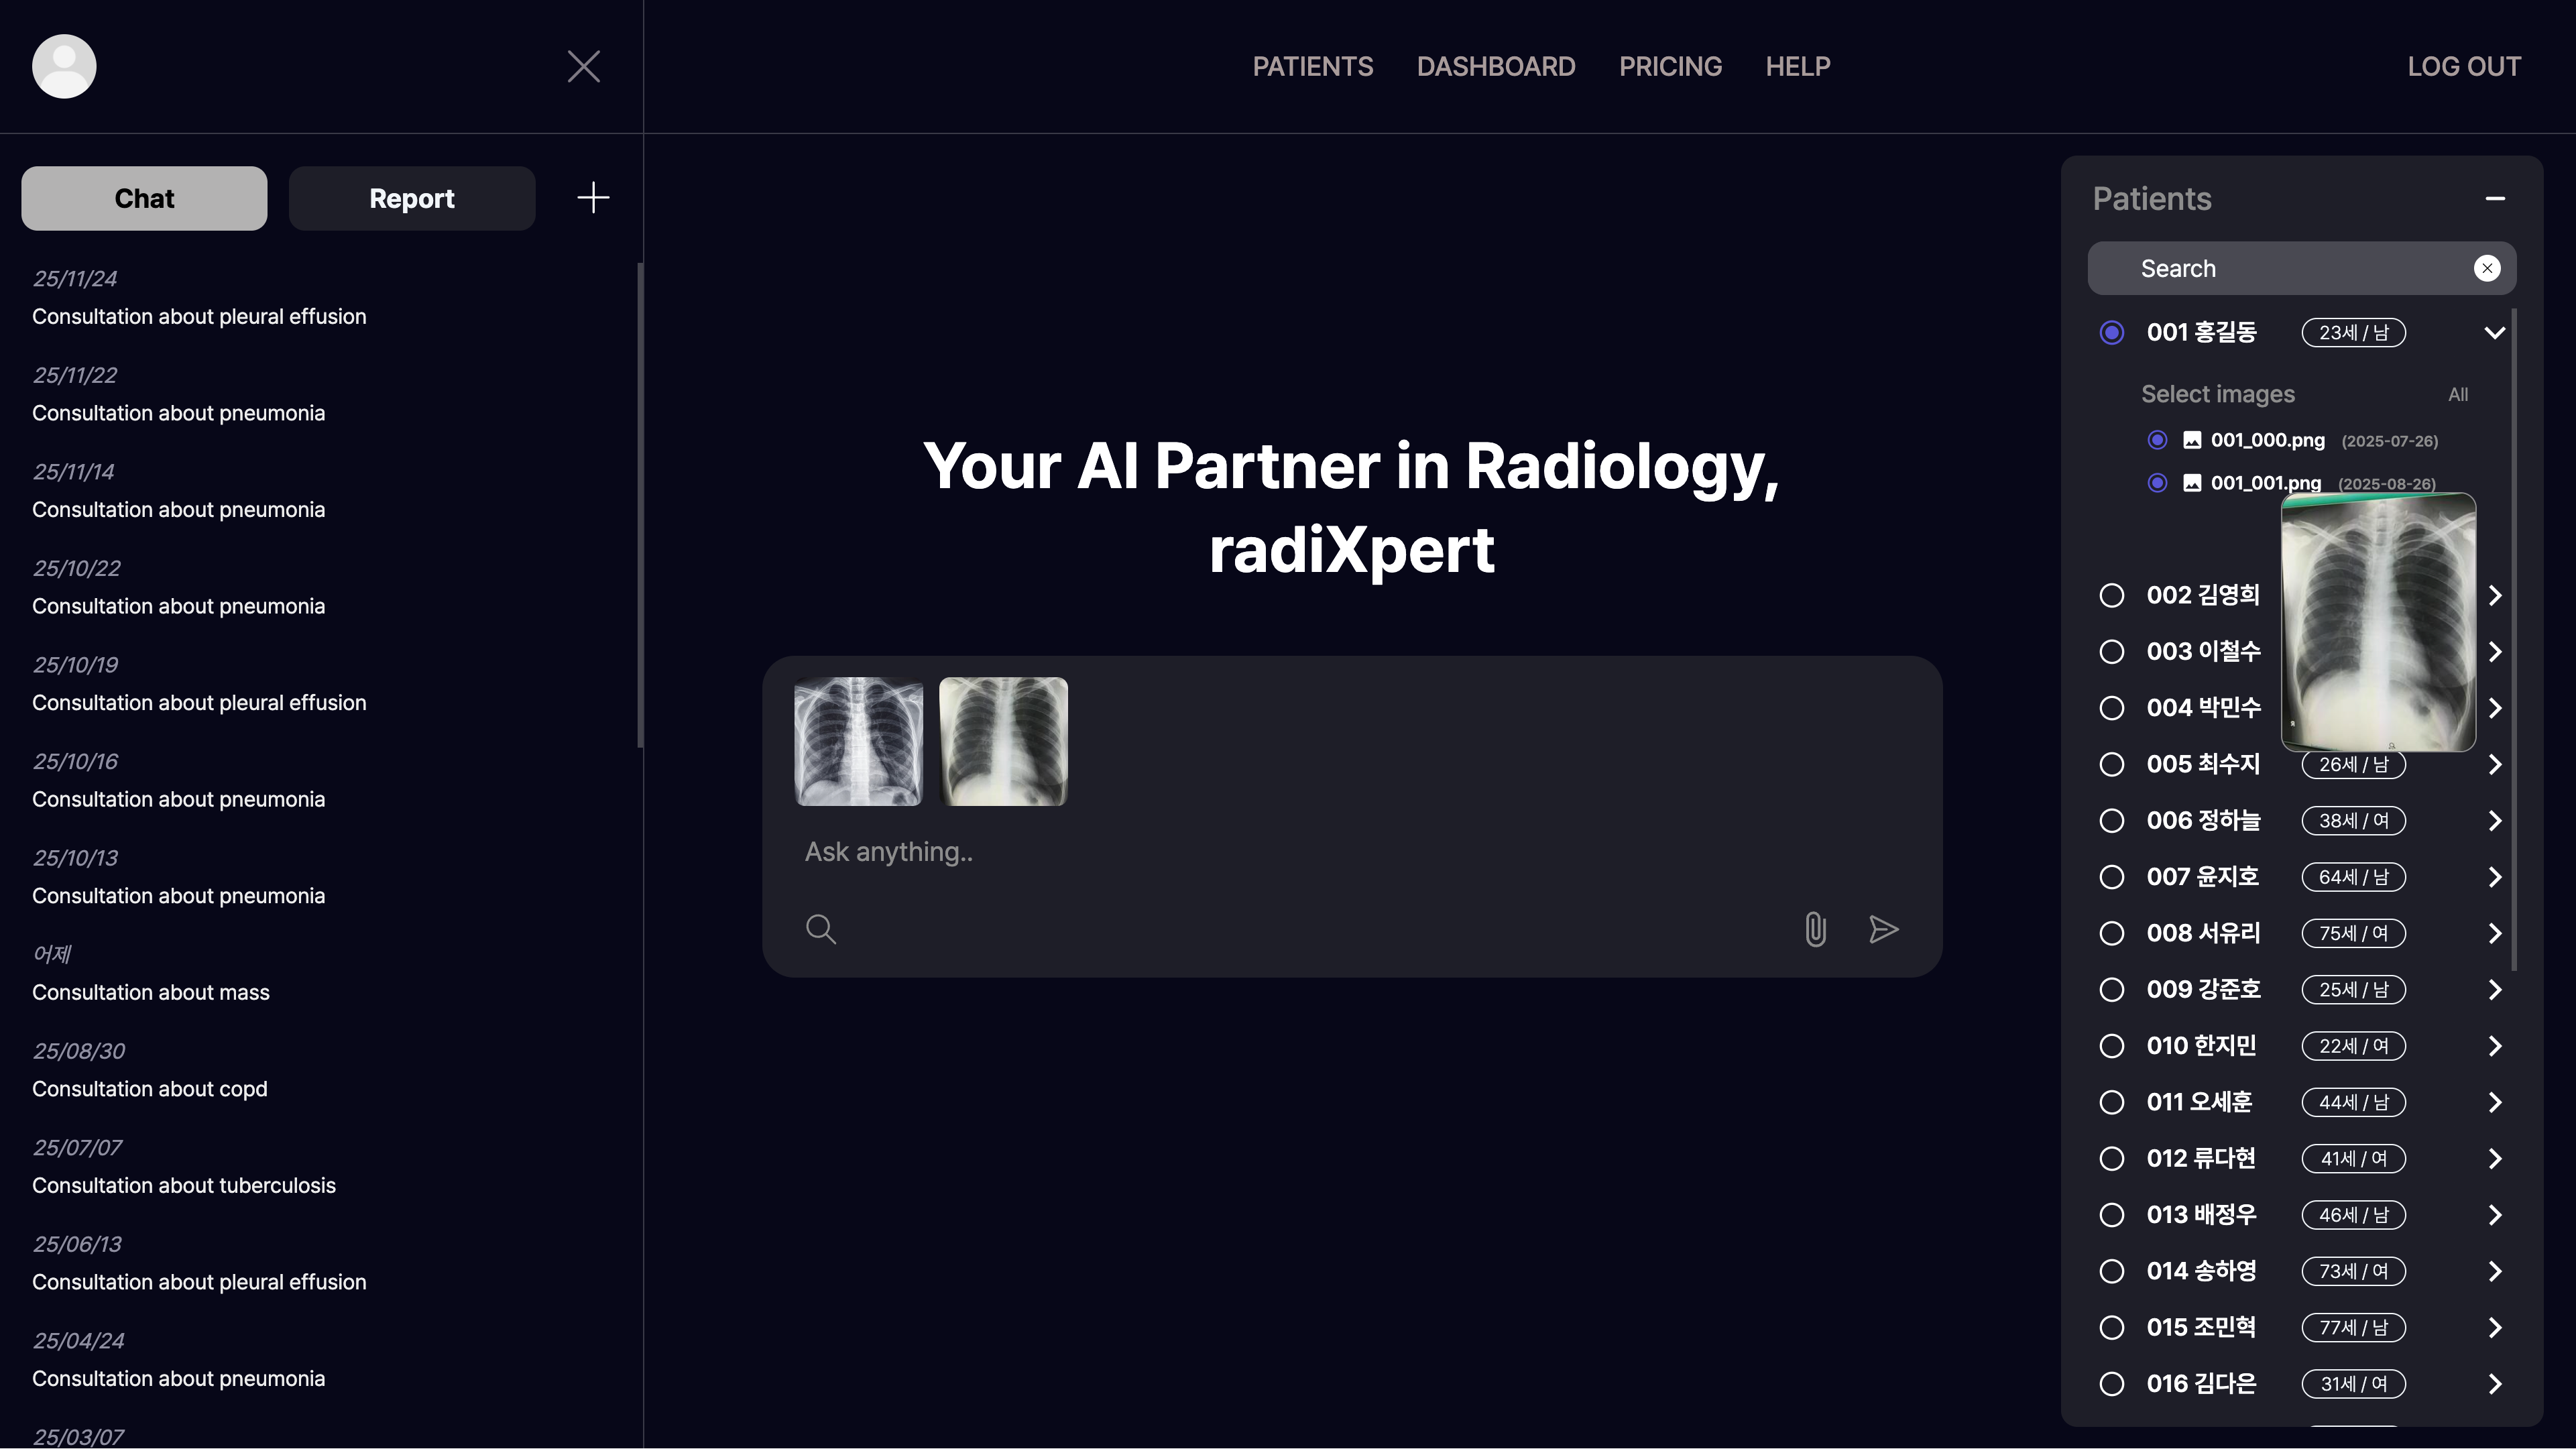 PATIENTS DASHBOARD PRICING HELP LOG OUT
Chat Report
25/11/24
Consultation about pleural effusion
25/11/22
Consultation about pneumonia
25/11/14
Consultation about pneumonia
25/10/22
Consultation about pneumonia
25/10/19
Consultation about pleural effusion
25/10/16
Consultation about pneumonia
25/10/13
Consultation about pneumonia
어제
Consultation about mass
25/08/30
Consultation about copd
25/07/07
Consultation about tuberculosis
25/06/13
Consultation about pleural effusion
25/04/24
Consultation about pneumonia
25/03/07
Your AI Partner in Radiology,
radiXpert
Ask anything..
Patients
Search
001 홍길동 23세 / 남
Select images All
001_000.png (2025-07-26)
001_001.png (2025-08-26)
002 김영희
003 이철수
004 박민수
005 최수지 26세 / 남
006 정하늘 38세 / 여
007 윤지호 64세 / 남
008 서유리 75세 / 여
009 강준호 25세 / 남
010 한지민 22세 / 여
011 오세훈 44세 / 남
012 류다현 41세 / 여
013 배정우 46세 / 남
014 송하영 73세 / 여
015 조민혁 77세 / 남
016 김다은 31세 / 여